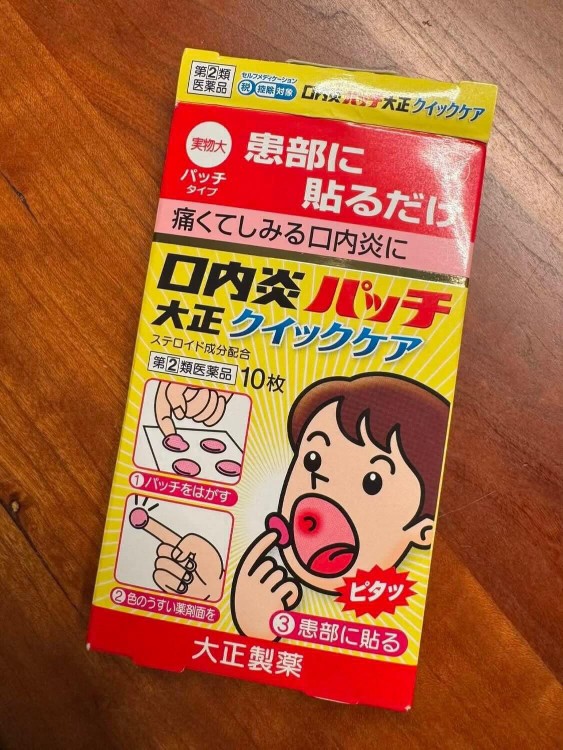 指第2類
医薬品
セルフメディケーション
税 控除 対象
口内炎パッチ大正クイックケア
実物大
パッチ
タイプ
患部に
貼るだけ
痛くてしみる口内炎に
口内炎パッチ
大正クイックケア
ステロイド成分配合
指定第2類医薬品 10枚
①パッチをはがす
②色のうすい薬剤面を
ピタッ
③患部に貼る
大正製薬